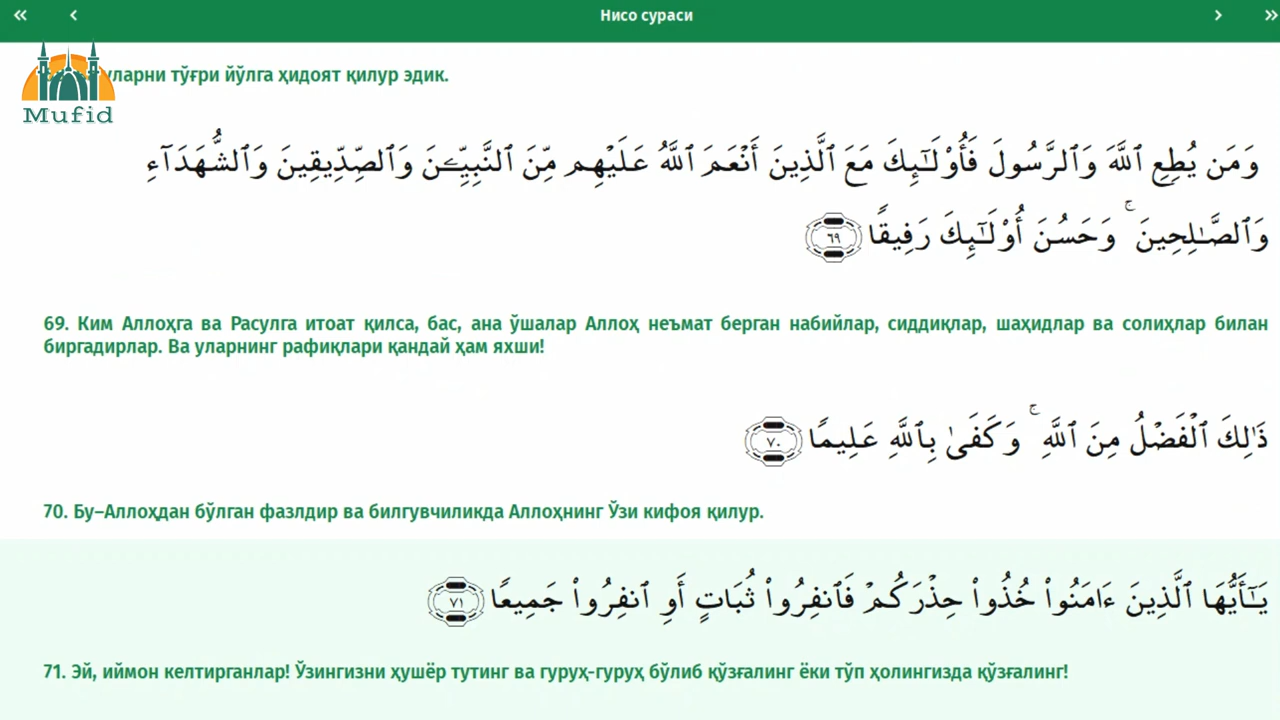 Нисо сураси
Mufid
уларни тўғри йўлга ҳидоят қилур эдик.
وَمَن يُطِعِ ٱللَّهَ وَٱلرَّسُولَ فَأُو۟لَـٰٓئِكَ مَعَ ٱلَّذِينَ أَنْعَمَ ٱللَّهُ عَلَيْهِم مِّنَ ٱلنَّبِيِّـۧنَ وَٱلصِّدِّيقِينَ وَٱلشُّهَدَآءِ
وَٱلصَّـٰلِحِينَ ۚ وَحَسُنَ أُو۟لَـٰٓئِكَ رَفِيقًا ٦٩
69. Ким Аллоҳга ва Расулга итоат қилса, бас, ана ўшалар Аллоҳ неъмат берган набийлар, сиддиқлар, шаҳидлар ва солиҳлар билан
биргадирлар. Ва уларнинг рафиқлари қандай ҳам яхши!
ذَٰلِكَ ٱلْفَضْلُ مِنَ ٱللَّهِ ۚ وَكَفَىٰ بِٱللَّهِ عَلِيمًا ٧٠
70. Бу–Аллоҳдан бўлган фазлдир ва билгувчиликда Аллоҳнинг Ўзи кифоя қилур.
يَـٰٓأَيُّهَا ٱلَّذِينَ ءَامَنُوا۟ خُذُوا۟ حِذْرَكُمْ فَٱنفِرُوا۟ ثُبَاتٍ أَوِ ٱنفِرُوا۟ جَمِيعًا ٧١
71. Эй, иймон келтирганлар! Ўзингизни ҳушёр тутинг ва гуруҳ-гуруҳ бўлиб қўзғалинг ёки тўп ҳолингизда қўзғалинг!